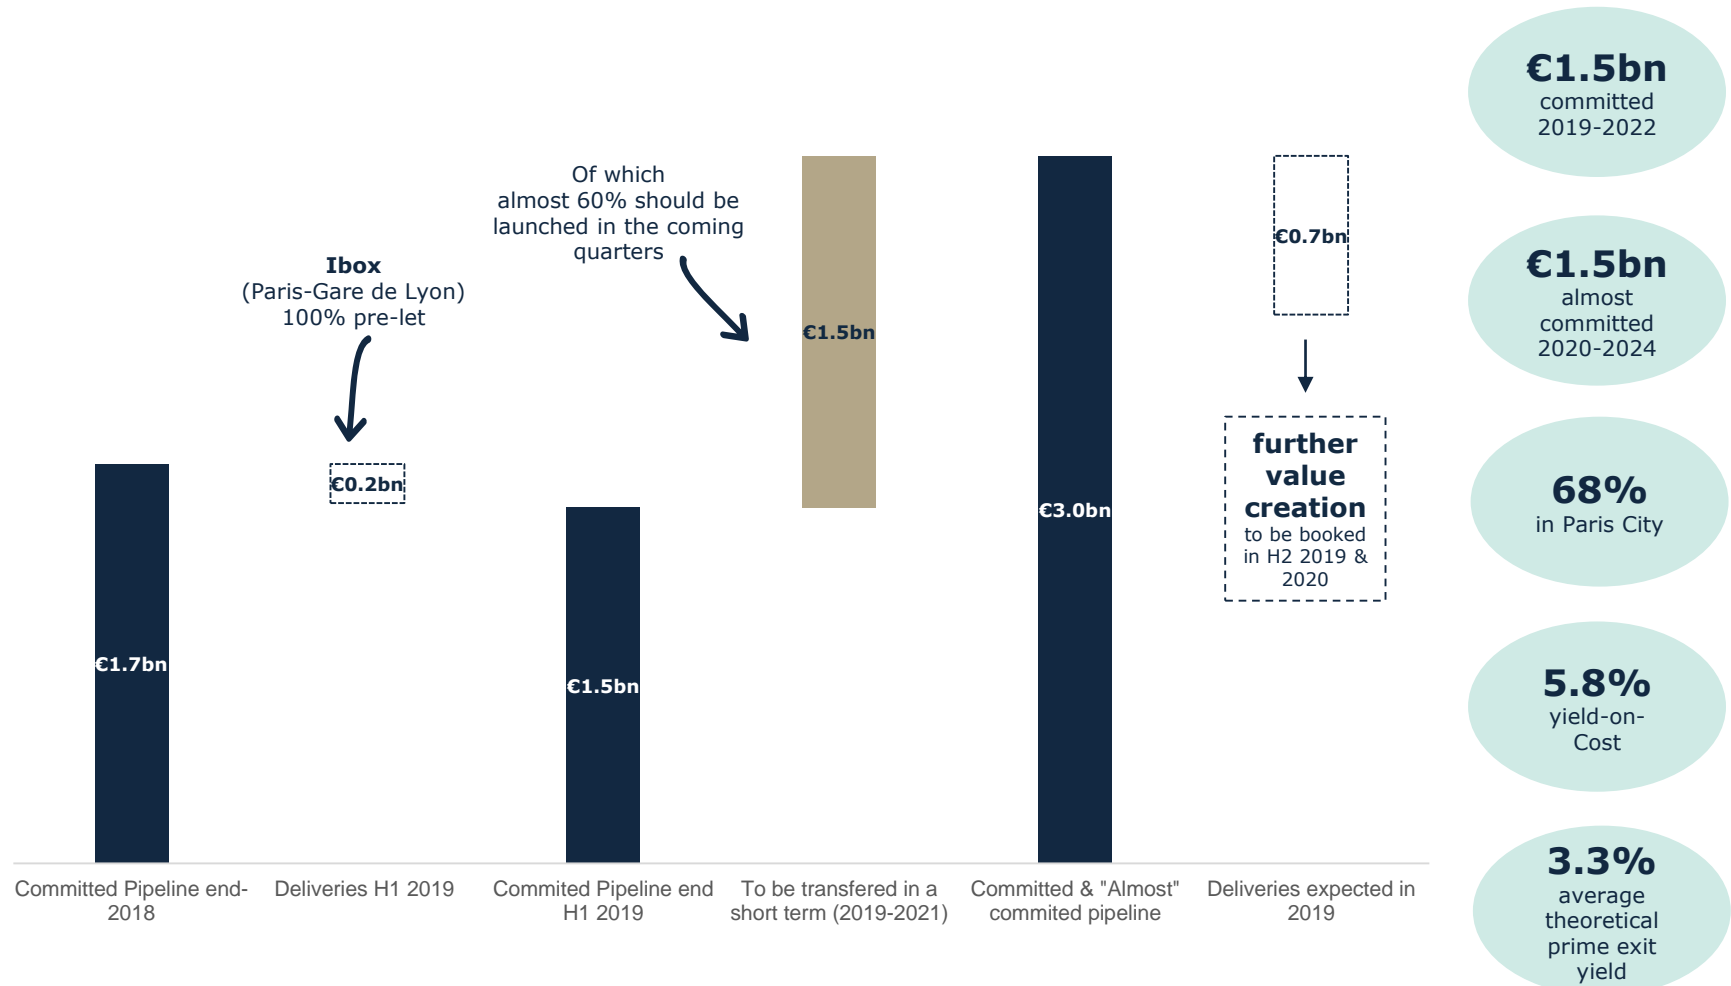 Ibox
(Paris-Gare de Lyon)
100% pre-let
Of which
almost 60% should be
launched in the coming
quarters
€1.7bn
€0.2bn
€1.5bn
€1.5bn
€3.0bn
€0.7bn
further
value
creation
to be booked
in H2 2019 &
2020
Committed Pipeline end-
2018
Deliveries H1 2019
Commited Pipeline end
H1 2019
To be transfered in a
short term (2019-2021)
Committed & "Almost"
commited pipeline
Deliveries expected in
2019
€1.5bn
committed
2019-2022
€1.5bn
almost
committed
2020-2024
68%
in Paris City
5.8%
yield-on-
Cost
3.3%
average
theoretical
prime exit
yield